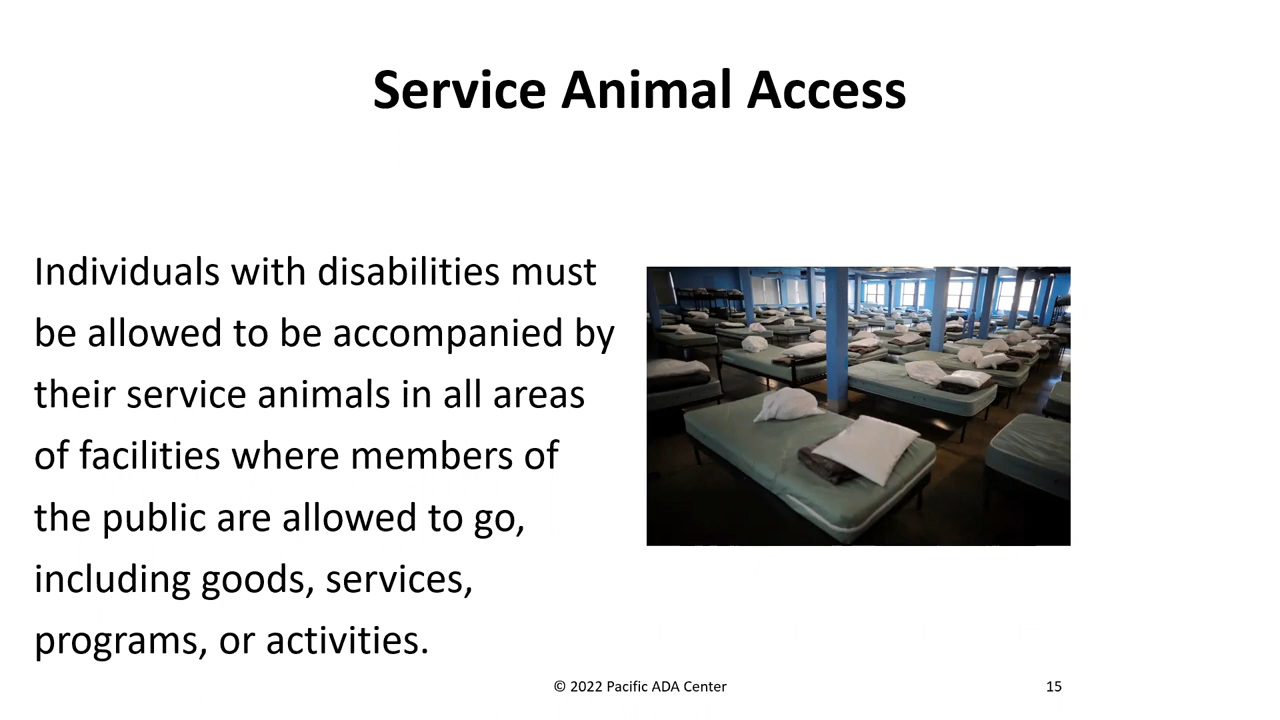 Service Animal Access
Individuals with disabilities must
be allowed to be accompanied by
their service animals in all areas
of facilities where members of
the public are allowed to go,
including goods, services,
programs, or activities.
© 2022 Pacific ADA Center
15